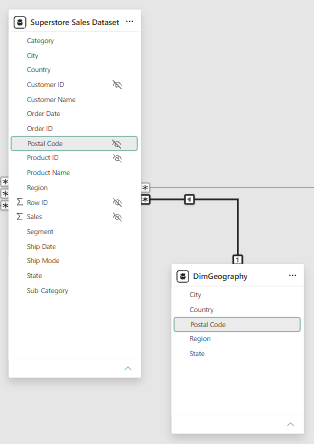 Superstore Sales Dataset ...
Category
City
Country
Customer ID
Customer Name
Order Date
Order ID
Postal Code
Product ID
Product Name
Region
Σ Row ID
Σ Sales
Segment
Ship Date
Ship Mode
State
Sub-Category
* * * * *
1
DimGeography ...
City
Country
Postal Code
Region
State